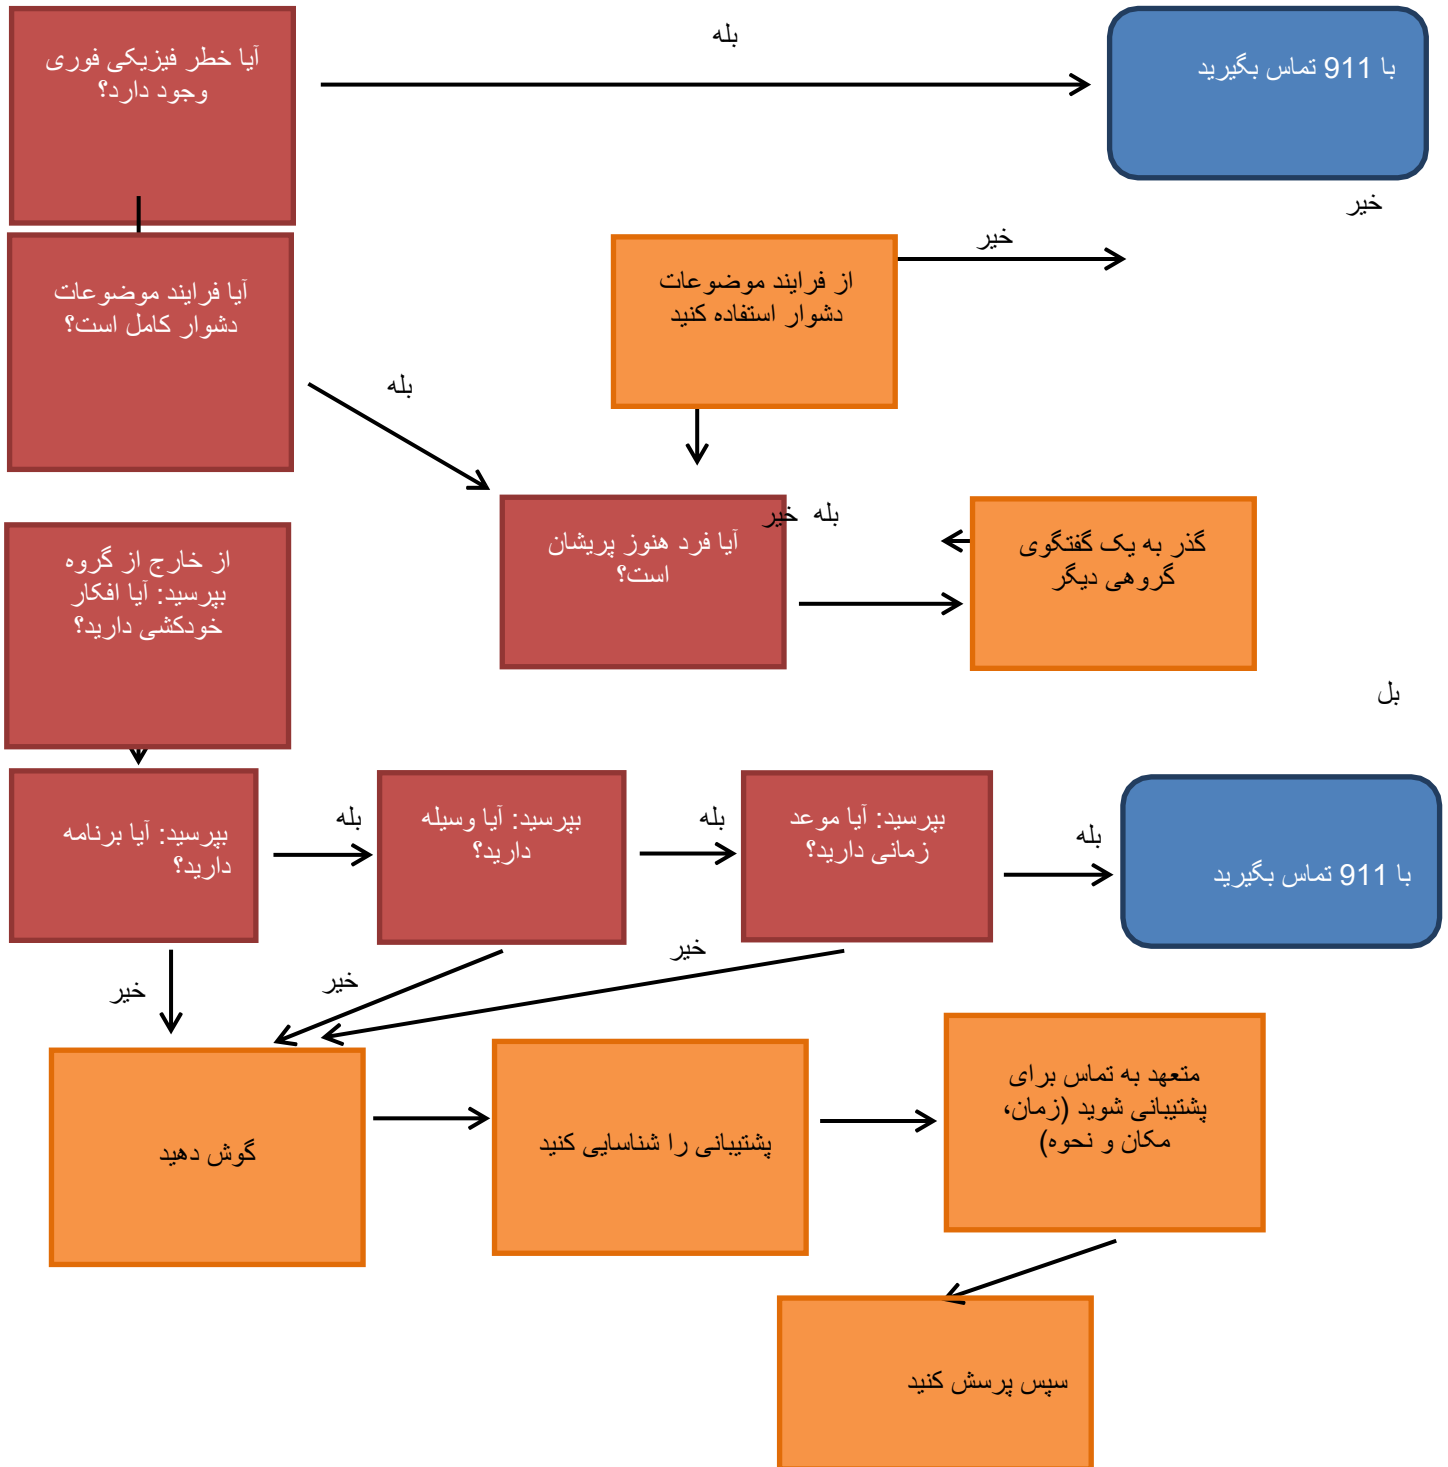 آیا خطر فیزیکی فوری
وجود دارد؟
بله
با 911 تماس بگیرید
خیر
آیا فرایند موضوعات
دشوار کامل است؟
از فرایند موضوعات
دشوار استفاده کنید
خیر
بله
از خارج از گروه
بپرسید: آیا افکار
خودکشی دارید؟
آیا فرد هنوز پریشان
است؟
بله خیر
گذر به یک گفتگوی
گروهی دیگر
بل
بپرسید: آیا برنامه
دارید؟
بله
بپرسید: آیا وسیله
دارید؟
بله
بپرسید: آیا موعد
زمانی دارید؟
بله
با 911 تماس بگیرید
خیر
خیر
خیر
گوش دهید
پشتیبانی را شناسایی کنید
متعهد به تماس برای
پشتیبانی شوید (زمان،
مکان و نحوه)
سپس پرسش کنید